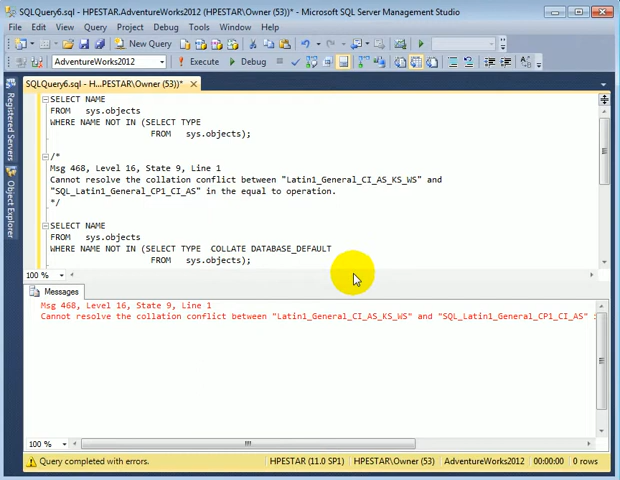 SQLQuery6.sql - HPESTAR.AdventureWorks2012 (HPESTAR\Owner (53))* - Microsoft SQL Server Management Studio
File Edit View Query Project Debug Tools Window Help
New Query
AdventureWorks2012 Execute Debug
SQLQuery6.sql - H...PESTAR\Owner (53))*
Registered Servers
Object Explorer
SELECT NAME
FROM sys.objects
WHERE NAME NOT IN (SELECT TYPE
FROM sys.objects);
/*
Msg 468, Level 16, State 9, Line 1
Cannot resolve the collation conflict between "Latin1_General_CI_AS_KS_WS" and
"SQL_Latin1_General_CP1_CI_AS" in the equal to operation.
*/
SELECT NAME
FROM sys.objects
WHERE NAME NOT IN (SELECT TYPE COLLATE DATABASE_DEFAULT
FROM sys.objects);
100 %
Messages
Msg 468, Level 16, State 9, Line 1
Cannot resolve the collation conflict between "Latin1_General_CI_AS_KS_WS" and "SQL_Latin1_General_CP1_CI_AS"
100 %
Query completed with errors. HPESTAR (11.0 SP1) HPESTAR\Owner (53) AdventureWorks2012 00:00:00 0 rows